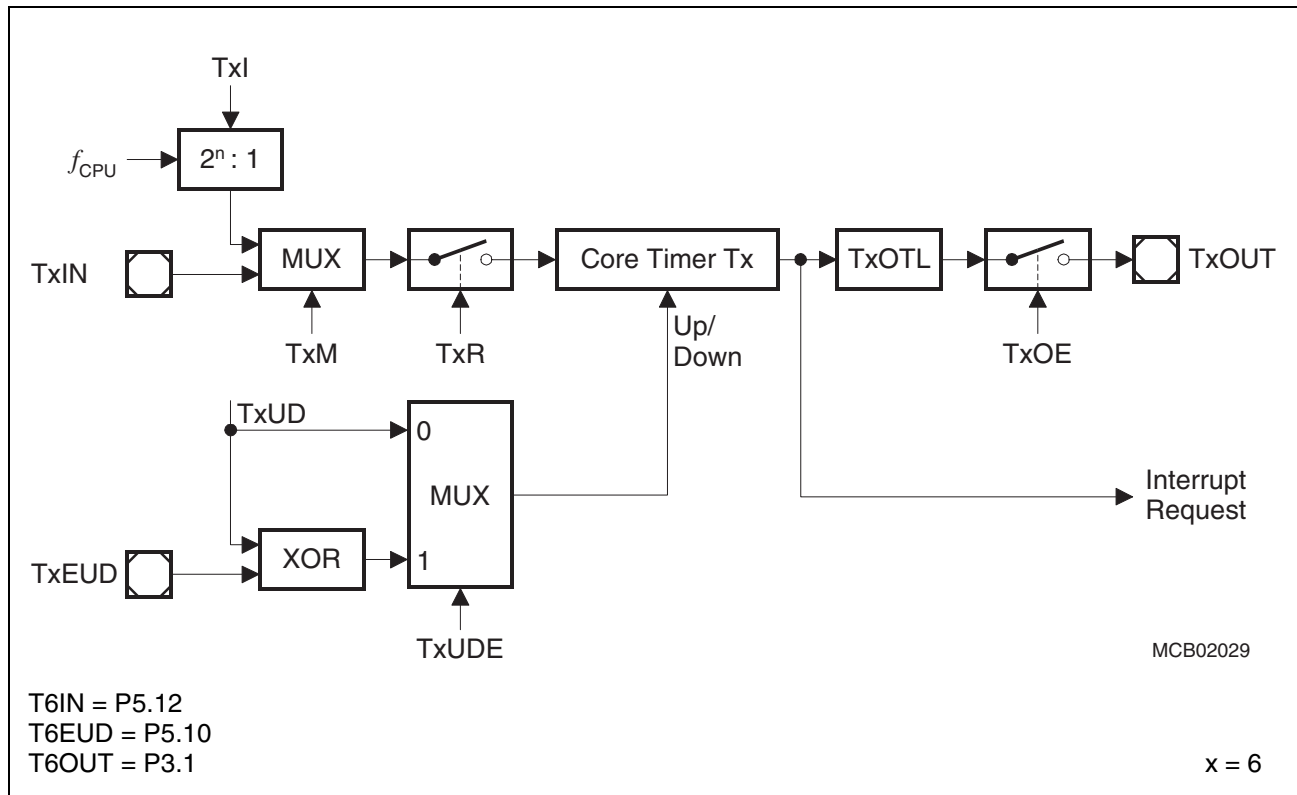 TxI
fCPU
2ⁿ : 1
TxIN
MUX
Core Timer Tx
TxOTL
TxOUT
TxM
TxR
Up/
Down
TxOE
TxUD
0
MUX
Interrupt
Request
TxEUD
XOR
1
TxUDE
MCB02029
T6IN = P5.12
T6EUD = P5.10
T6OUT = P3.1
x = 6